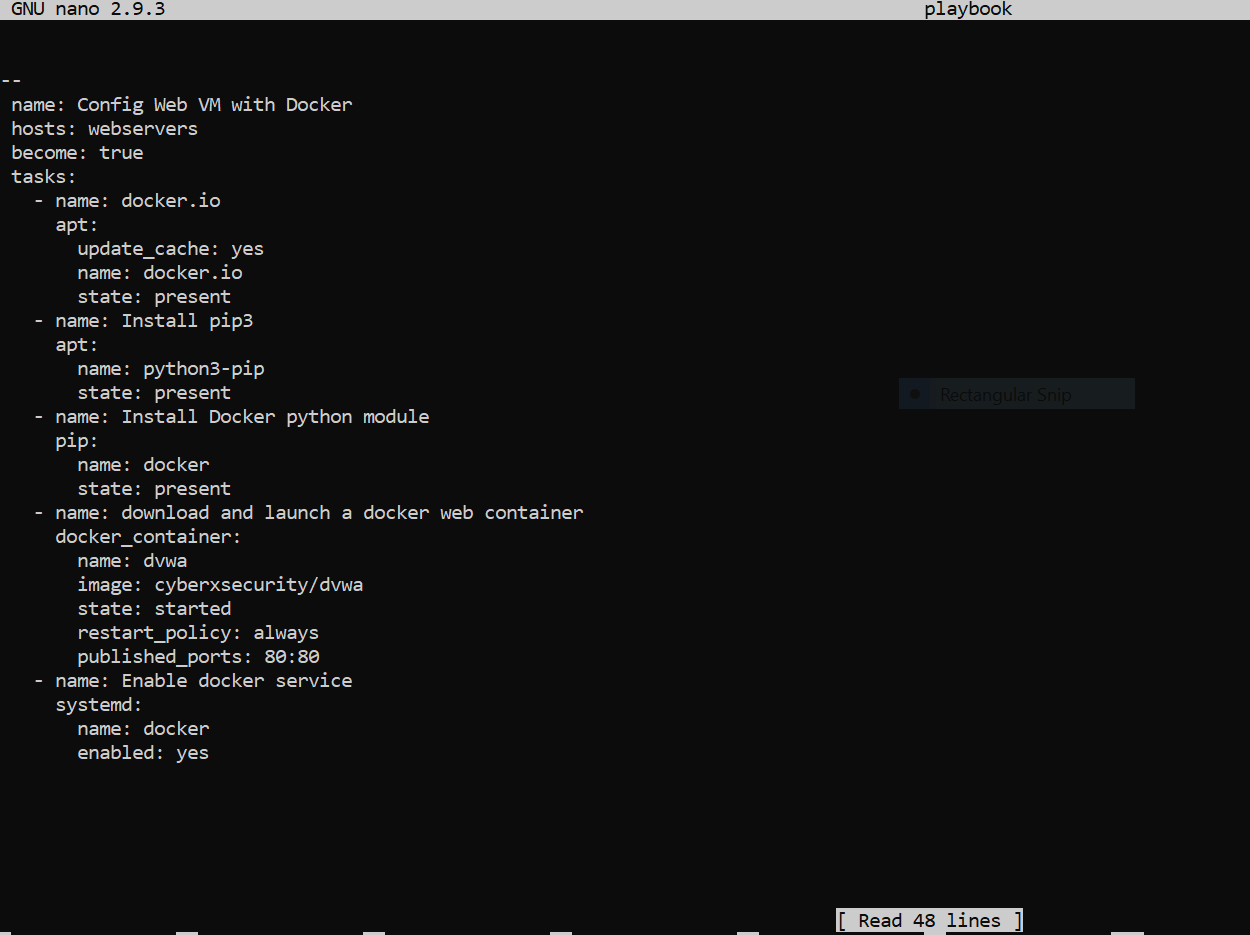 GNU nano 2.9.3 playbook
--
name: Config Web VM with Docker
hosts: webservers
become: true
tasks:
- name: docker.io
apt:
update_cache: yes
name: docker.io
state: present
- name: Install pip3
apt:
name: python3-pip
state: present
- name: Install Docker python module
pip:
name: docker
state: present
- name: download and launch a docker web container
docker_container:
name: dvwa
image: cyberxsecurity/dvwa
state: started
restart_policy: always
published_ports: 80:80
- name: Enable docker service
systemd:
name: docker
enabled: yes
Rectangular Snip
[ Read 48 lines ]